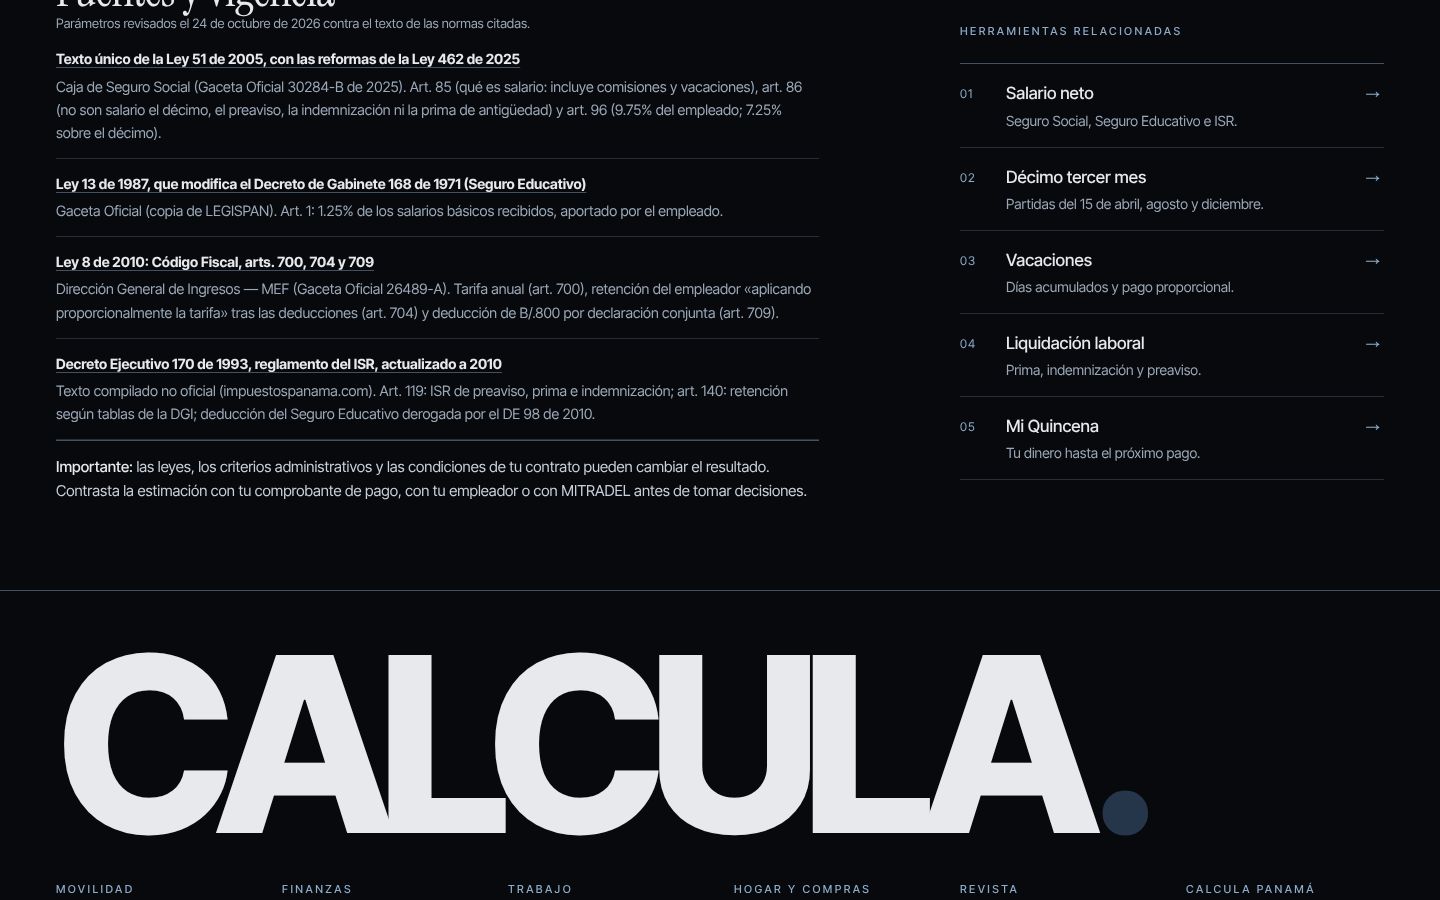 Fuentes y vigencia
Parámetros revisados el 24 de octubre de 2026 contra el texto de las normas citadas.
Texto único de la Ley 51 de 2005, con las reformas de la Ley 462 de 2025
Caja de Seguro Social (Gaceta Oficial 30284-B de 2025). Art. 85 (qué es salario: incluye comisiones y vacaciones), art. 86
(no son salario el décimo, el preaviso, la indemnización ni la prima de antigüedad) y art. 96 (9.75% del empleado; 7.25%
sobre el décimo).
Ley 13 de 1987, que modifica el Decreto de Gabinete 168 de 1971 (Seguro Educativo)
Gaceta Oficial (copia de LEGISPAN). Art. 1: 1.25% de los salarios básicos recibidos, aportado por el empleado.
Ley 8 de 2010: Código Fiscal, arts. 700, 704 y 709
Dirección General de Ingresos — MEF (Gaceta Oficial 26489-A). Tarifa anual (art. 700), retención del empleador «aplicando
proporcionalmente la tarifa» tras las deducciones (art. 704) y deducción de B/.800 por declaración conjunta (art. 709).
Decreto Ejecutivo 170 de 1993, reglamento del ISR, actualizado a 2010
Texto compilado no oficial (impuestospanama.com). Art. 119: ISR de preaviso, prima e indemnización; art. 140: retención
según tablas de la DGI; deducción del Seguro Educativo derogada por el DE 98 de 2010.
Importante: las leyes, los criterios administrativos y las condiciones de tu contrato pueden cambiar el resultado.
Contrasta la estimación con tu comprobante de pago, con tu empleador o con MITRADEL antes de tomar decisiones.
HERRAMIENTAS RELACIONADAS
01 Salario neto →
Seguro Social, Seguro Educativo e ISR.
02 Décimo tercer mes →
Partidas del 15 de abril, agosto y diciembre.
03 Vacaciones →
Días acumulados y pago proporcional.
04 Liquidación laboral →
Prima, indemnización y preaviso.
05 Mi Quincena →
Tu dinero hasta el próximo pago.
CALCULA.
MOVILIDAD FINANZAS TRABAJO HOGAR Y COMPRAS REVISTA CALCULA PANAMÁ